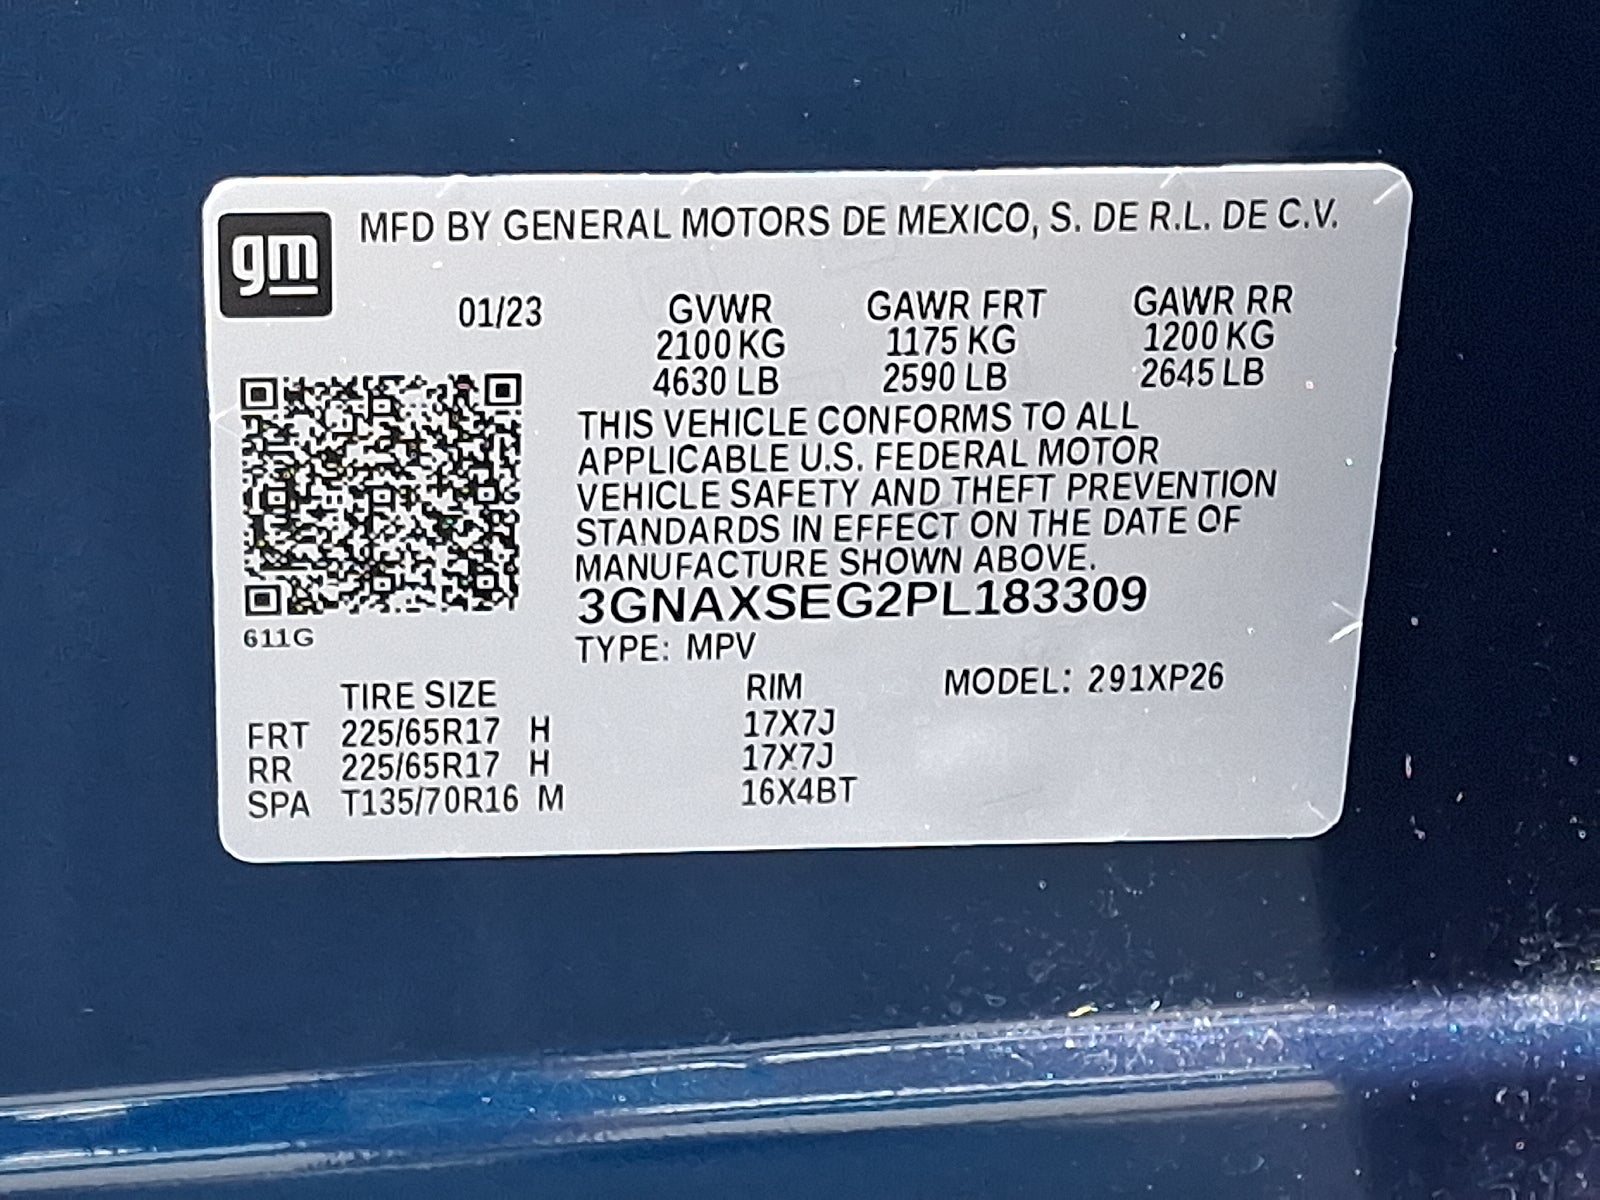 gm MFD BY GENERAL MOTORS DE MEXICO, S. DE R.L. DE C.V.
01/23 GVWR GAWR FRT GAWR RR
2100 KG 1175 KG 1200 KG
4630 LB 2590 LB 2645 LB
THIS VEHICLE CONFORMS TO ALL
APPLICABLE U.S. FEDERAL MOTOR
VEHICLE SAFETY AND THEFT PREVENTION
STANDARDS IN EFFECT ON THE DATE OF
MANUFACTURE SHOWN ABOVE.
3GNAXSEG2PL183309
611G
TYPE: MPV
TIRE SIZE RIM MODEL: 291XP26
FRT 225/65R17 H 17X7J
RR 225/65R17 H 17X7J
SPA T135/70R16 M 16X4BT